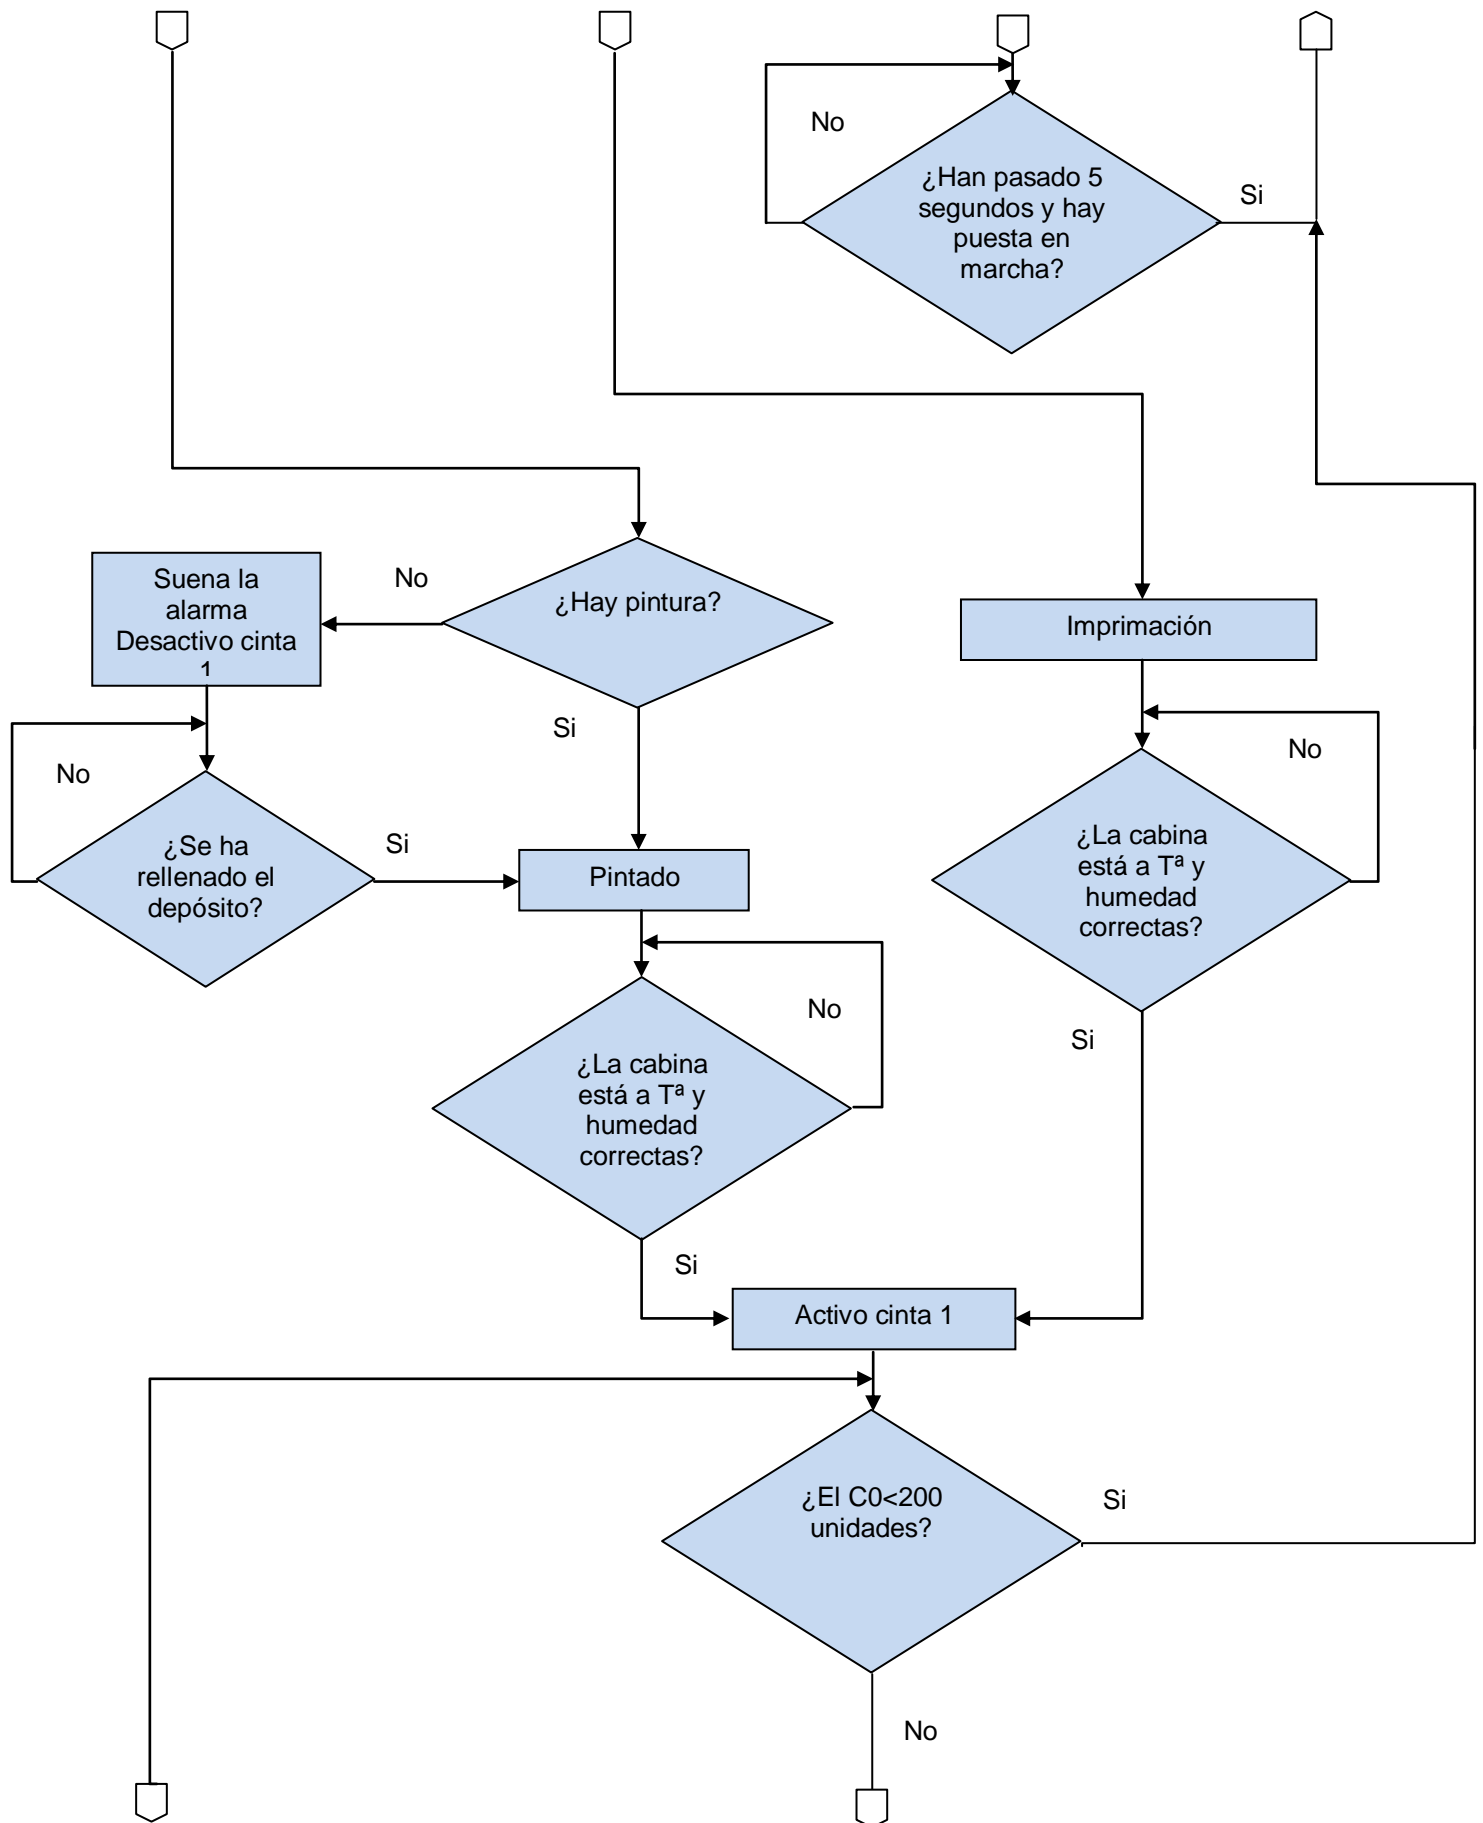 No
¿Han pasado 5
segundos y hay
puesta en
marcha?
Si
Suena la
alarma
Desactivo cinta
1
No
¿Hay pintura?
Imprimación
Si
No
No
¿Se ha
rellenado el
depósito?
Si
Pintado
¿La cabina
está a Tª y
humedad
correctas?
No
Si
¿La cabina
está a Tª y
humedad
correctas?
Si
Activo cinta 1
¿El C0<200
unidades?
Si
No